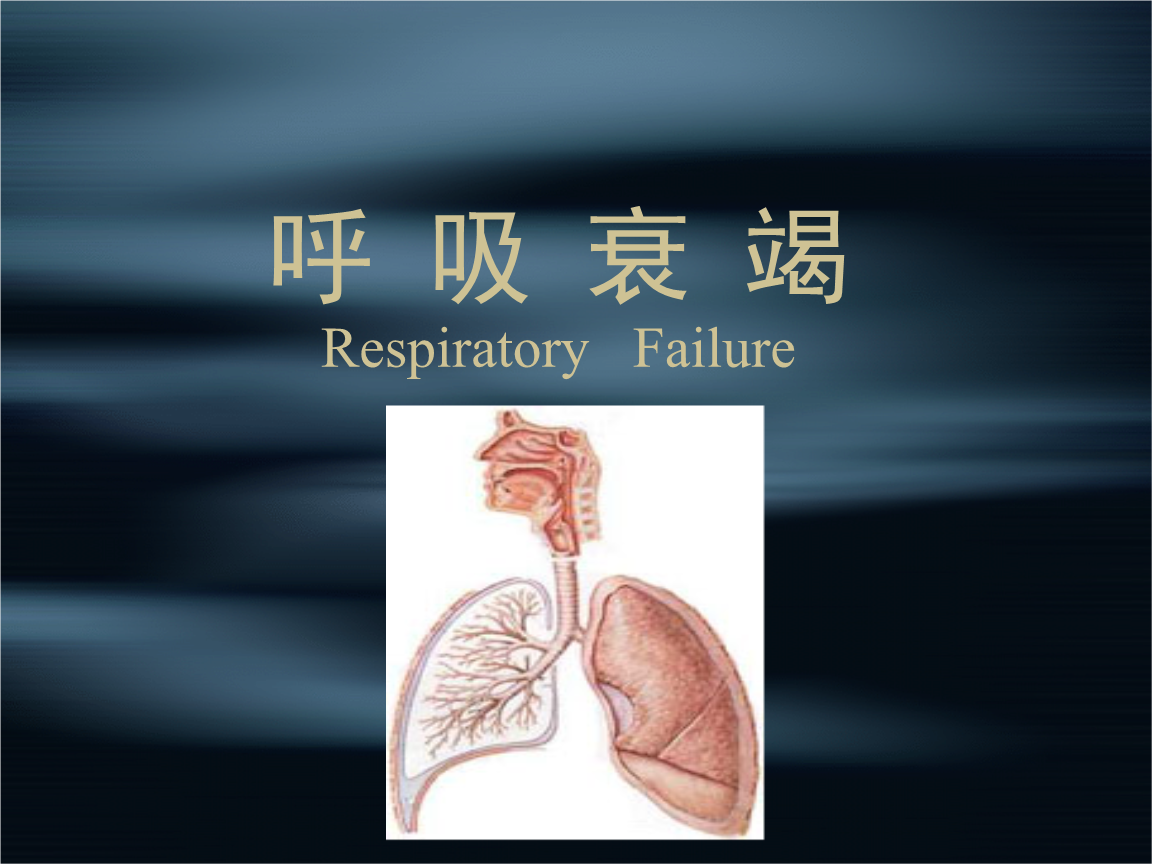 呼吸衰竭
Respiratory Failure